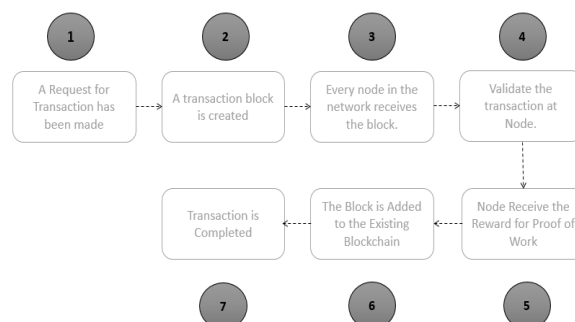 1
2
3
4
A Request for
Transaction has
been made
A transaction block
is created
Every node in the
network receives
the block.
Validate the
transaction at
Node.
Node Receive the
Reward for Proof of
Work
The Block is Added
to the Existing
Blockchain
Transaction is
Completed
7
6
5